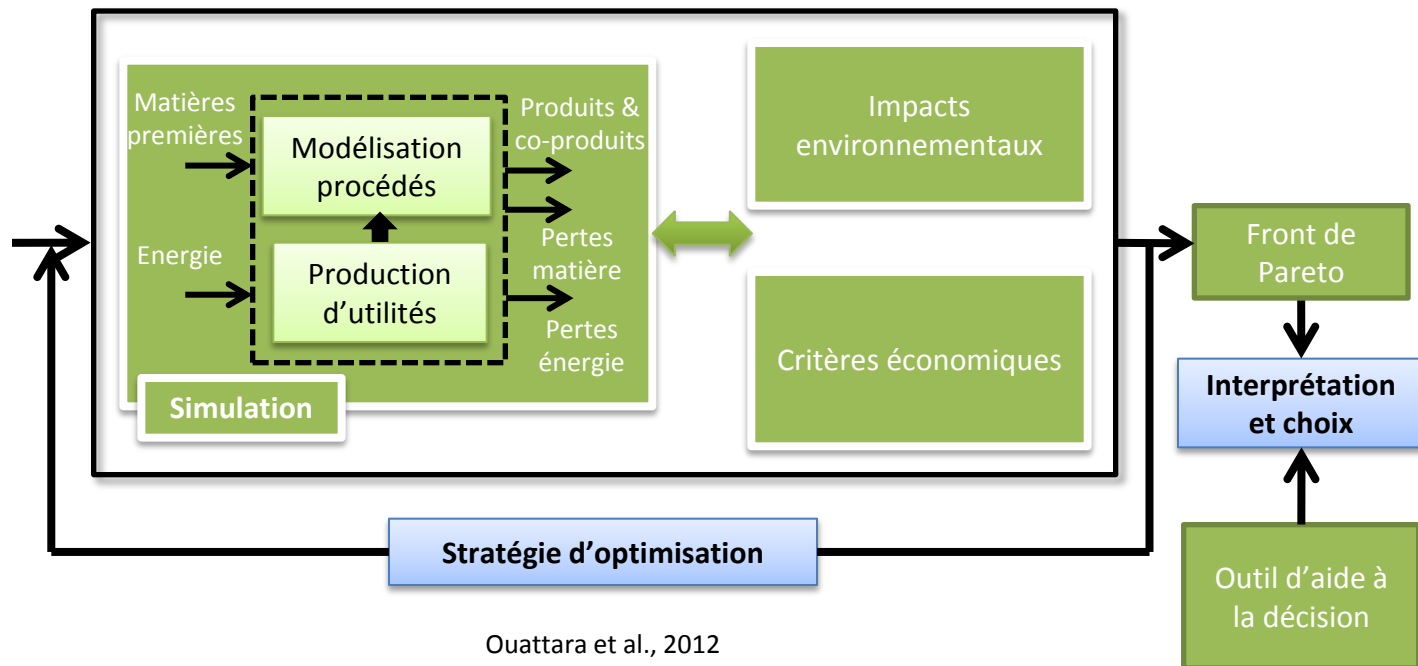 Matières
premières
Energie
Modélisation
procédés
Production
d’utilités
Produits &
co-produits
Pertes
matière
Pertes
énergie
Simulation
Impacts
environnementaux
Critères économiques
Front de
Pareto
Interprétation
et choix
Outil d’aide à
la décision
Stratégie d’optimisation
Ouattara et al., 2012